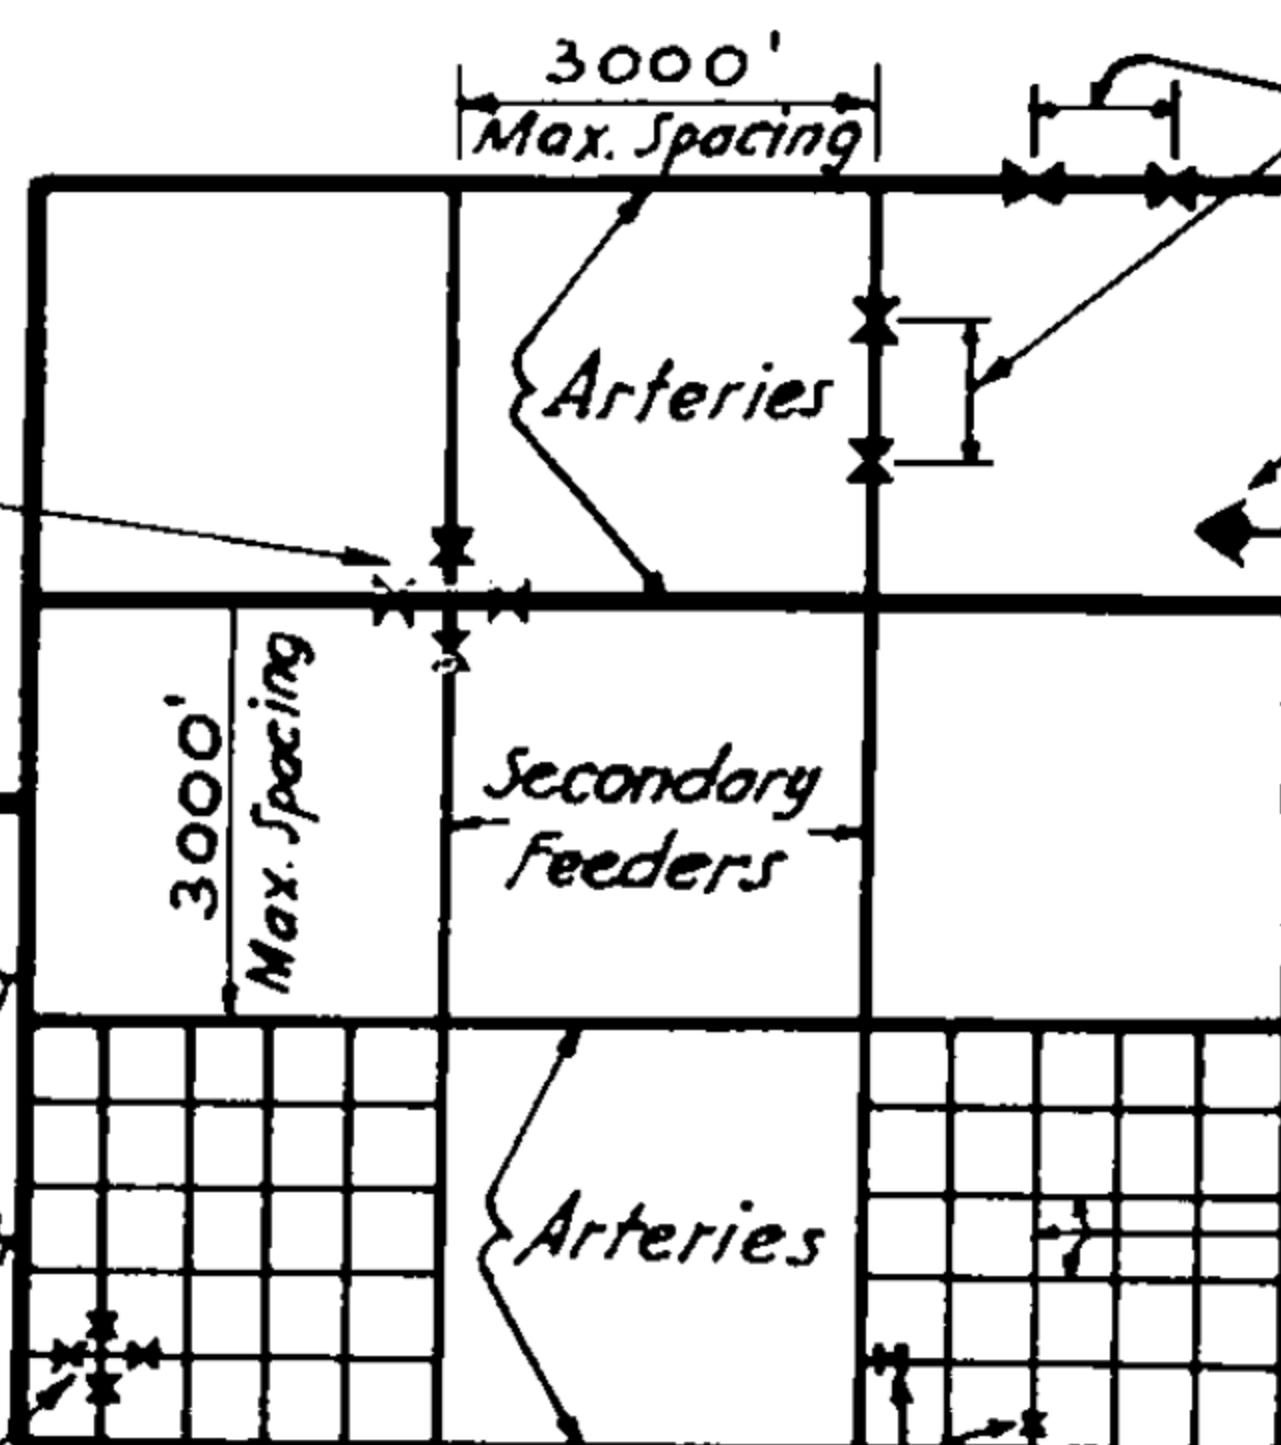 3000'
Max. Spacing
Arteries
3000'
Max. Spacing
Secondary
Feeders
Arteries